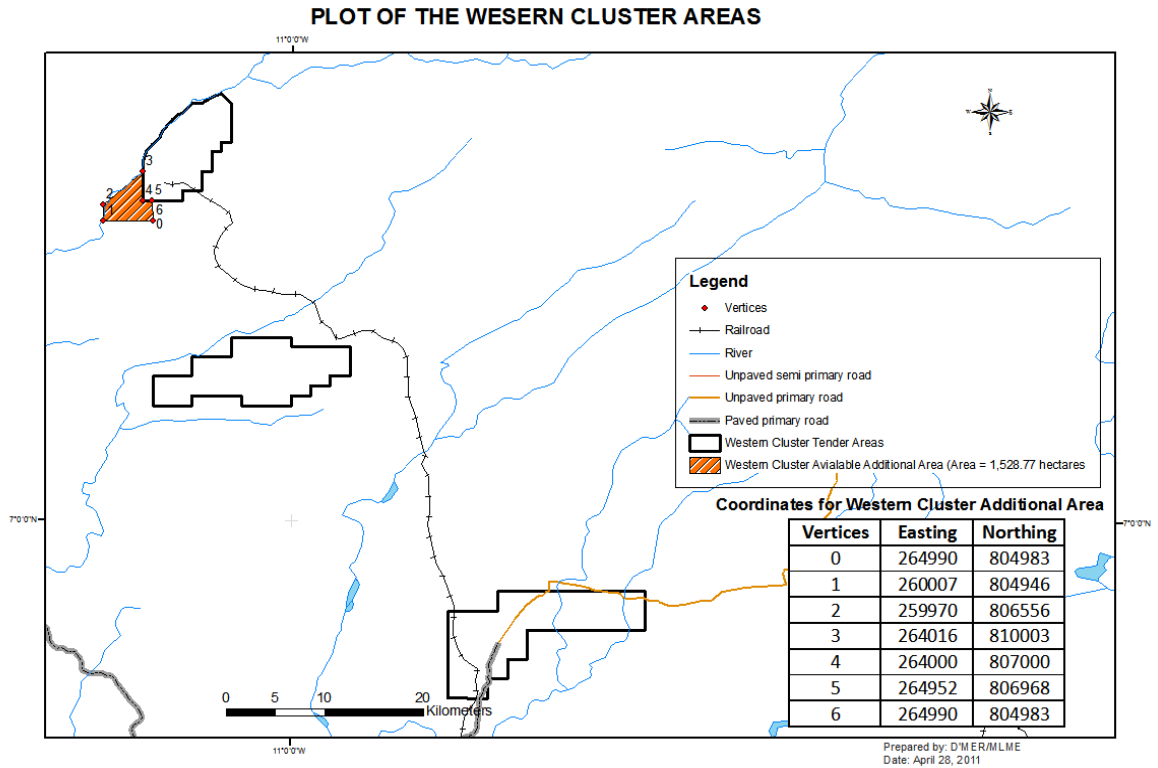 PLOT OF THE WESERN CLUSTER AREAS
11°0'0"W
N
W E
S
3
2
4 5
1
6
0
Legend
Vertices
Railroad
River
Unpaved semi primary road
Unpaved primary road
Paved primary road
Western Cluster Tender Areas
Western Cluster Avialable Additional Area (Area = 1,528.77 hectares
7°0'0"N
7°0'0"N
Coordinates for Western Cluster Additional Area
Vertices Easting Northing
0 264990 804983
1 260007 804946
2 259970 806556
3 264016 810003
4 264000 807000
5 264952 806968
6 264990 804983
0 5 10 20
Kilometers
11°0'0"W
Prepared by: D'MER/MLME
Date: April 28, 2011